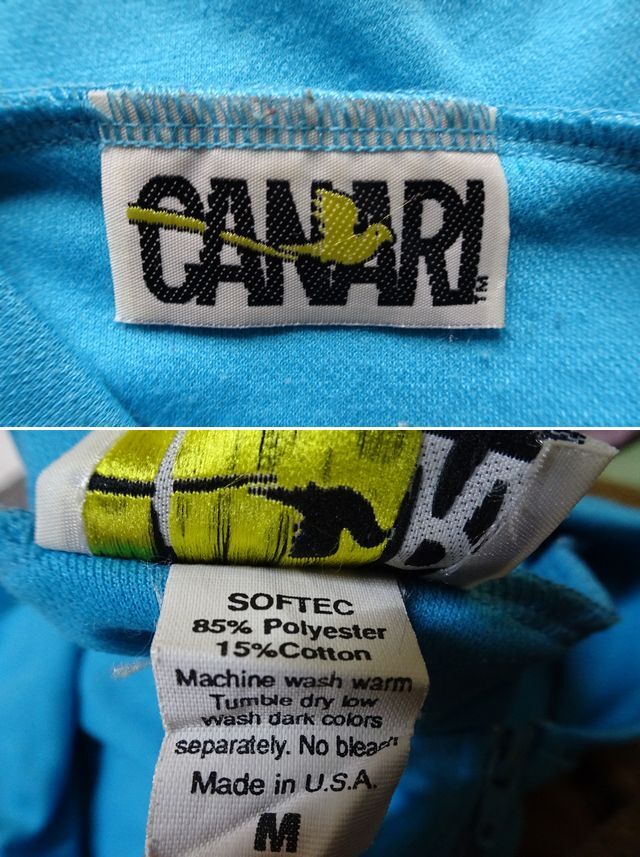 CANARI
TM
SOFTEC
85% Polyester
15%Cotton
Machine wash warm
Tumble dry low
wash dark colors
separately. No bleach
Made in U.S.A.
M